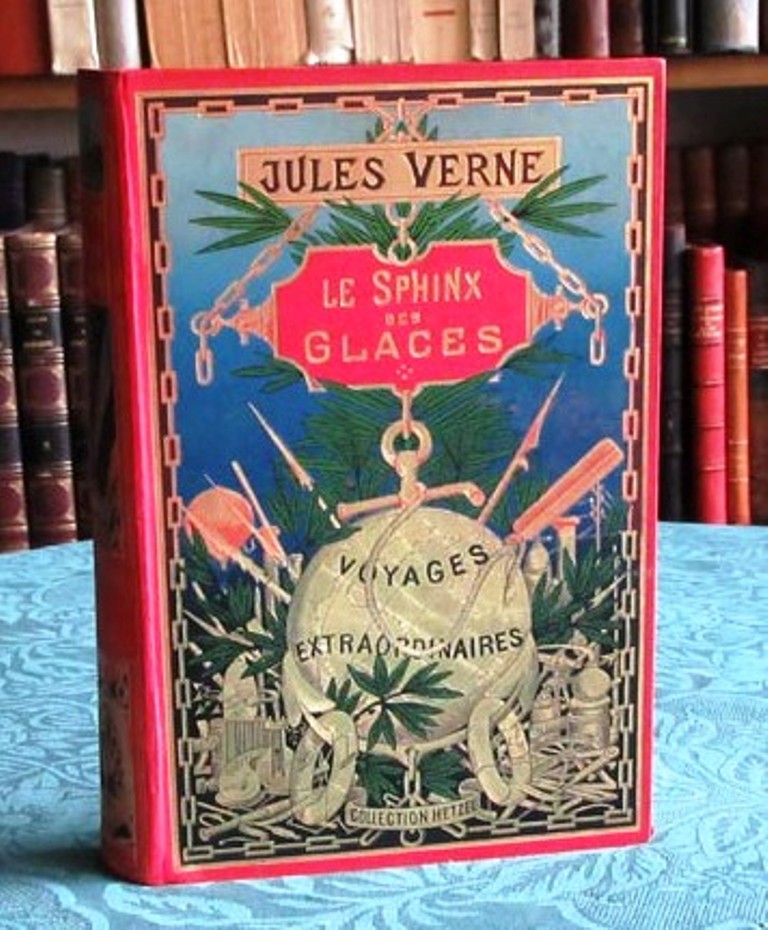 JULES VERNE
LE SPHINX
DES
GLACES
VOYAGES
EXTRAORDINAIRES
COLLECTION HETZEL